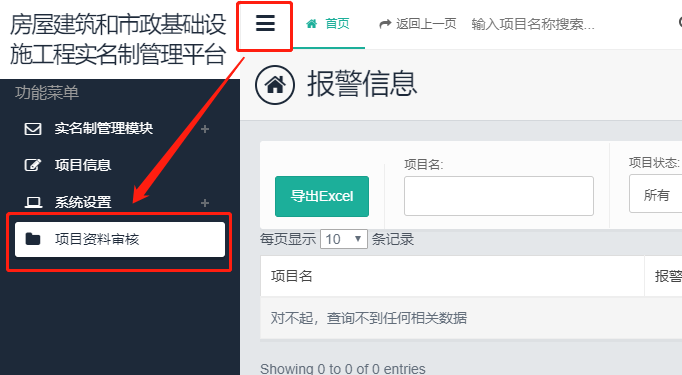 房屋建筑和市政基础设
施工程实名制管理平台
首页
返回上一页
输入项目名称搜索...
功能菜单
报警信息
实名制管理模块 +
项目信息
系统设置 +
项目资料审核
项目名:
项目状态:
导出Excel
所有
每页显示 10 条记录
项目名
报警
对不起，查询不到任何相关数据
Showing 0 to 0 of 0 entries